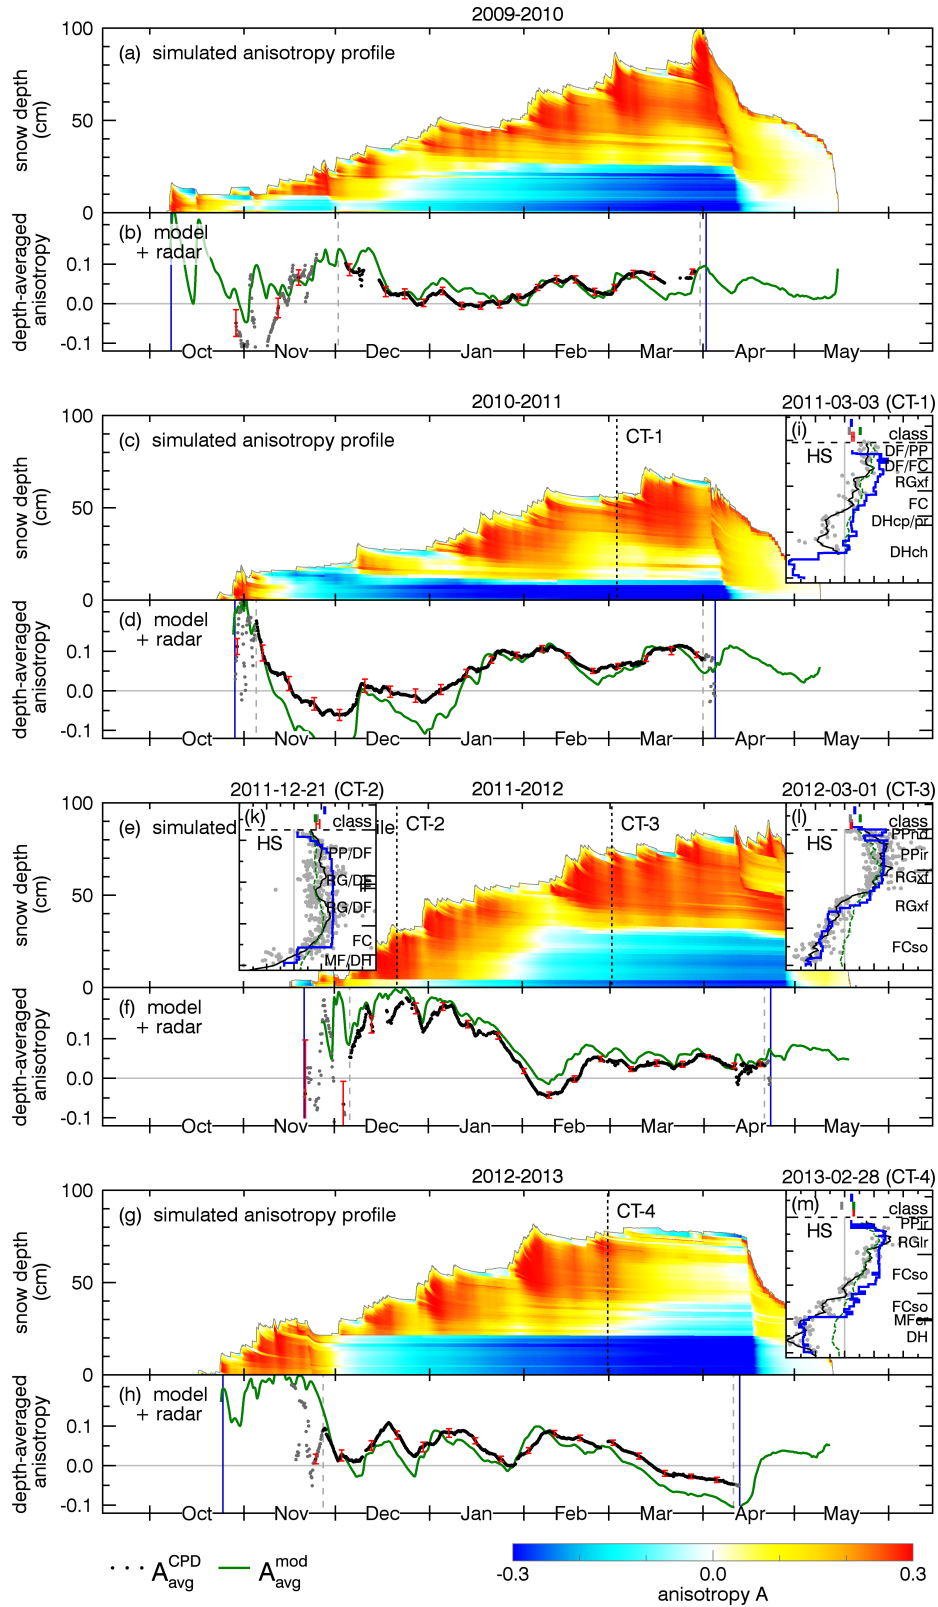 2009-2010
(a) simulated anisotropy profile
snow depth (cm)
100
50
0
(b) model + radar
depth-averaged anisotropy
0.1
0.0
-0.1
Oct Nov Dec Jan Feb Mar Apr May
2010-2011
2011-03-03 (CT-1)
(c) simulated anisotropy profile
CT-1
snow depth (cm)
100
50
0
(i)
HS
class
DF/PP
DF/FC
RGxf
FC
DHcp/pr
DHch
(d) model + radar
depth-averaged anisotropy
0.1
0.0
-0.1
Oct Nov Dec Jan Feb Mar Apr May
2011-12-21 (CT-2)
2011-2012
2012-03-01 (CT-3)
(e) simulated
file
CT-2
CT-3
snow depth (cm)
100
50
0
(k)
HS
class
PP/DF
RG/DF
RG/DF
FC
MF/DH
(l)
HS
class
PPir
RGxf
RGxf
FCso
(f) model + radar
depth-averaged anisotropy
0.1
0.0
-0.1
Oct Nov Dec Jan Feb Mar Apr May
2012-2013
2013-02-28 (CT-4)
(g) simulated anisotropy profile
CT-4
snow depth (cm)
100
50
0
(m)
HS
class
PPir
RGlr
FCso
FCso
MFcr
DH
(h) model + radar
depth-averaged anisotropy
0.1
0.0
-0.1
Oct Nov Dec Jan Feb Mar Apr May
A CPD avg
A mod avg
-0.3 0.0 0.3
anisotropy A